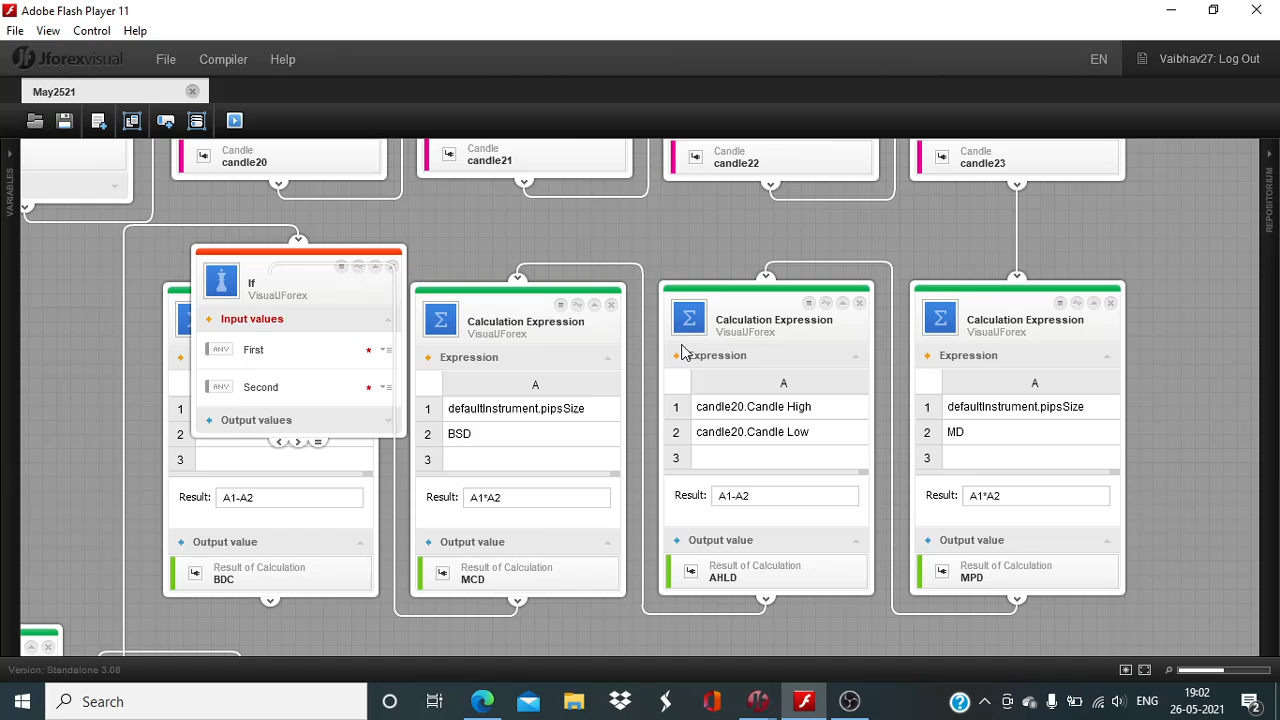 Adobe Flash Player 11
File View Control Help
Jforexvisual File Compiler Help EN Vaibhav27: Log Out
May2521
VARIABLES
REPOSITORIUM
Candle
candle20
Candle
candle21
Candle
candle22
Candle
candle23
If
VisualJForex
Input values
ANY First *
ANY Second *
Output values
1
2
3
Result: A1-A2
Output value
Result of Calculation
BDC
Calculation Expression
VisualJForex
Expression
A
1 defaultInstrument.pipsSize
2 BSD
3
Result: A1*A2
Output value
Result of Calculation
MCD
Calculation Expression
VisualJForex
Expression
A
1 candle20.Candle High
2 candle20.Candle Low
3
Result: A1-A2
Output value
Result of Calculation
AHLD
Calculation Expression
VisualJForex
Expression
A
1 defaultInstrument.pipsSize
2 MD
3
Result: A1*A2
Output value
Result of Calculation
MPD
Version: Standalone 3.08
Search
ENG
19:02
26-05-2021
2